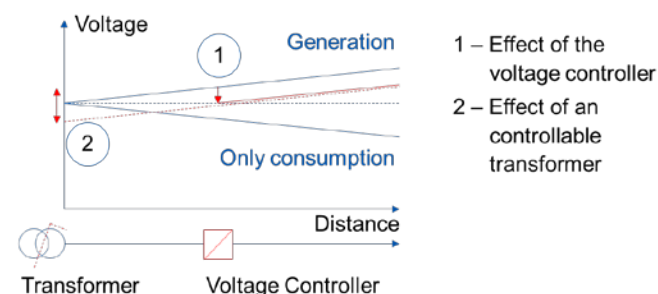 Voltage
Generation
1
2
Only consumption
Distance
Transformer
Voltage Controller
1 – Effect of the
voltage controller
2 – Effect of an
controllable
transformer